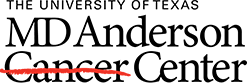 THE UNIVERSITY OF TEXAS
MD Anderson
Cancer Center